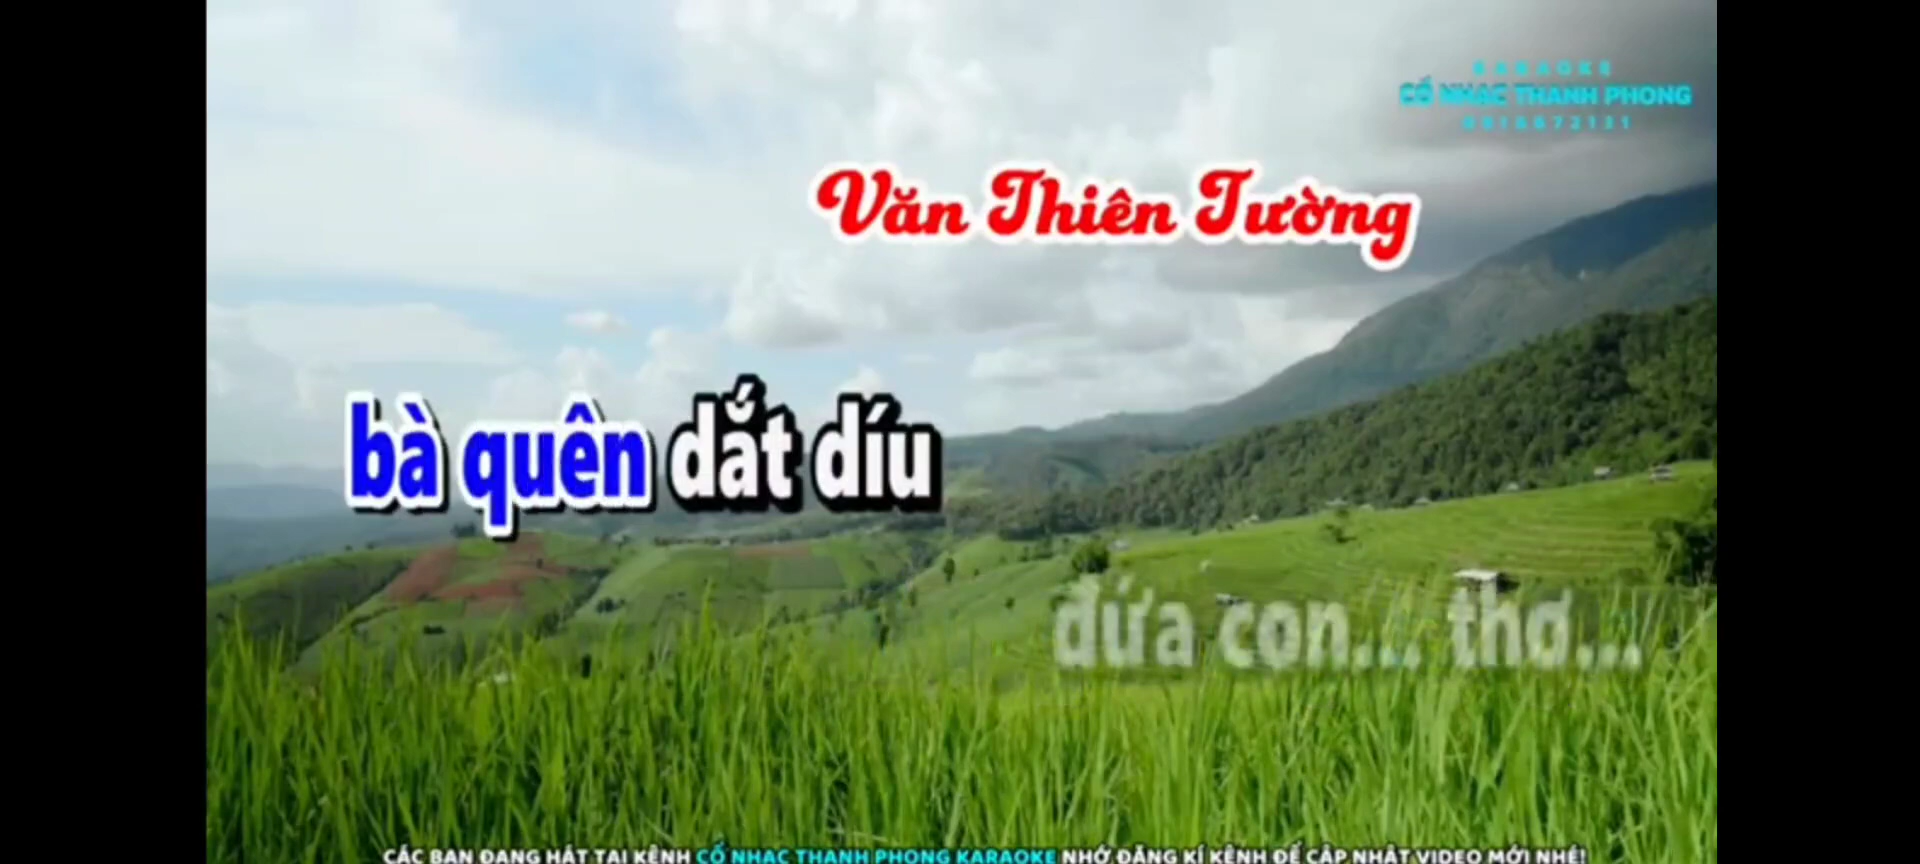 KARAOKE
CỔ NHẠC THANH PHONG
Văn Thiên Tường
bà quên dắt díu
đứa con... thơ...
CÁC BẠN ĐANG HÁT TẠI KÊNH CỔ NHẠC THANH PHONG KARAOKE NHỚ ĐĂNG KÍ KÊNH ĐỂ CẬP NHẬT VIDEO MỚI NHÉ!